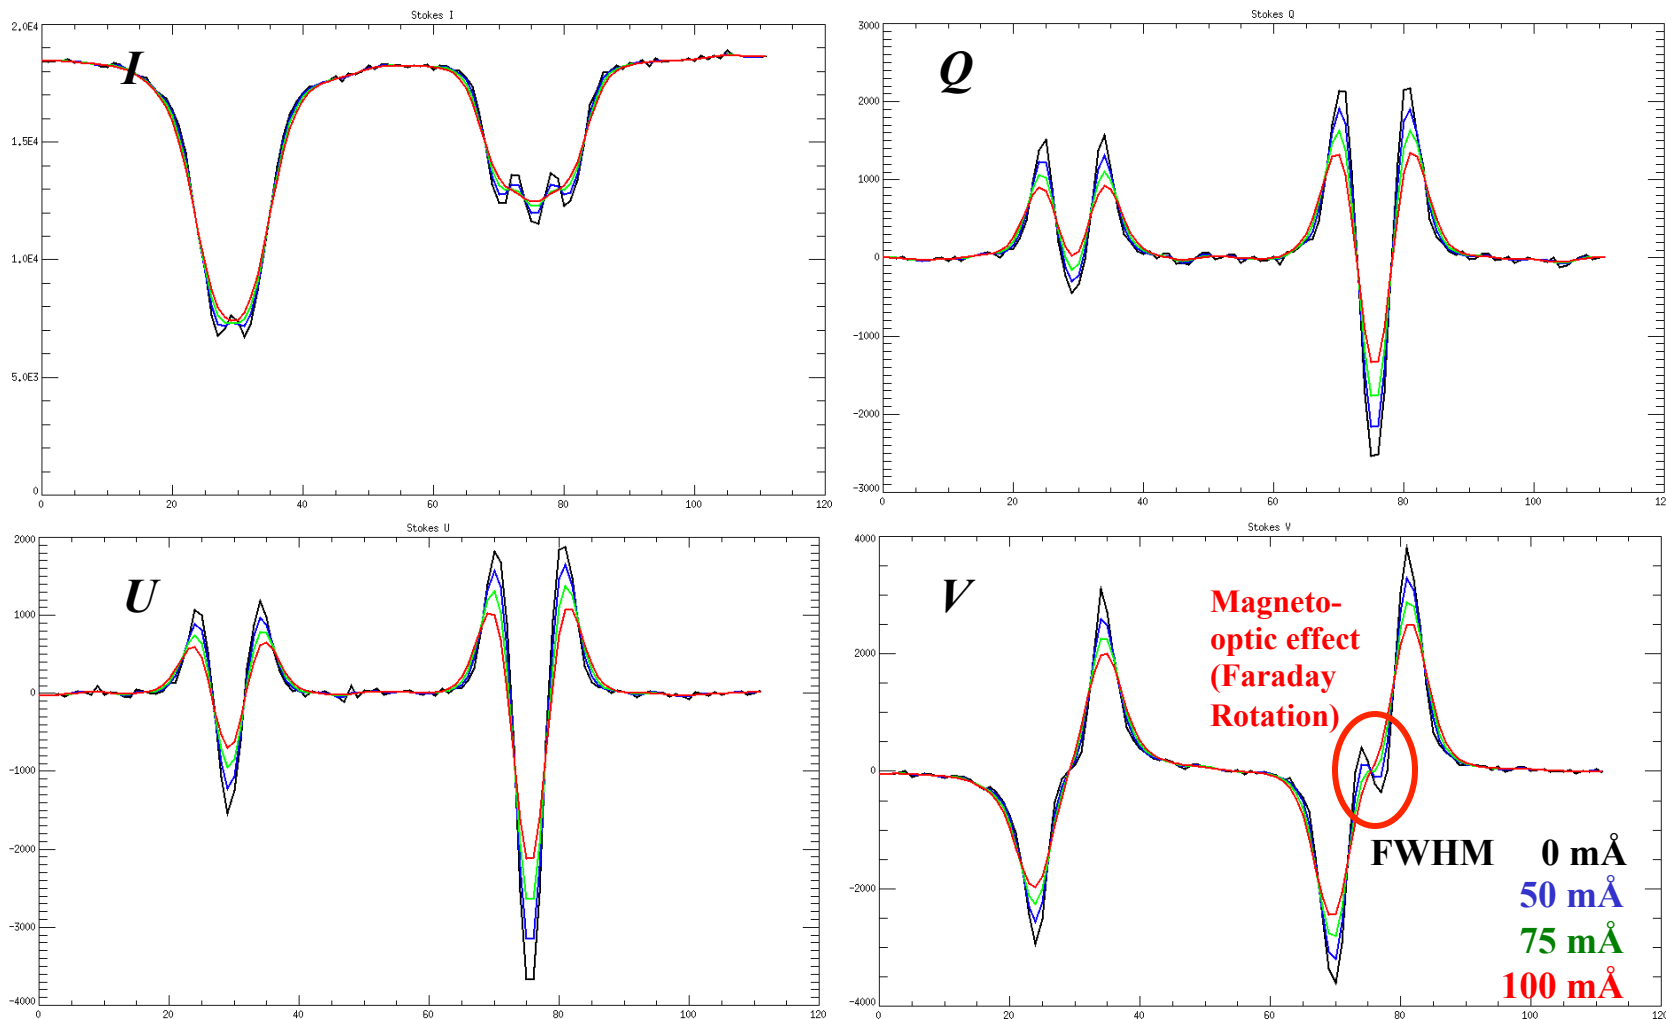 Stokes I
I
2.0E4
1.5E4
1.0E4
5.0E3
0
0 20 40 60 80 100 120
Stokes Q
Q
3000
2000
1000
0
-1000
-2000
-3000
0 20 40 60 80 100 120
Stokes U
U
2000
1000
0
-1000
-2000
-3000
-4000
0 20 40 60 80 100 120
Stokes V
V
4000
2000
0
-2000
-4000
0 20 40 60 80 100 120
Magneto-
optic effect
(Faraday
Rotation)
FWHM 0 mÅ
50 mÅ
75 mÅ
100 mÅ